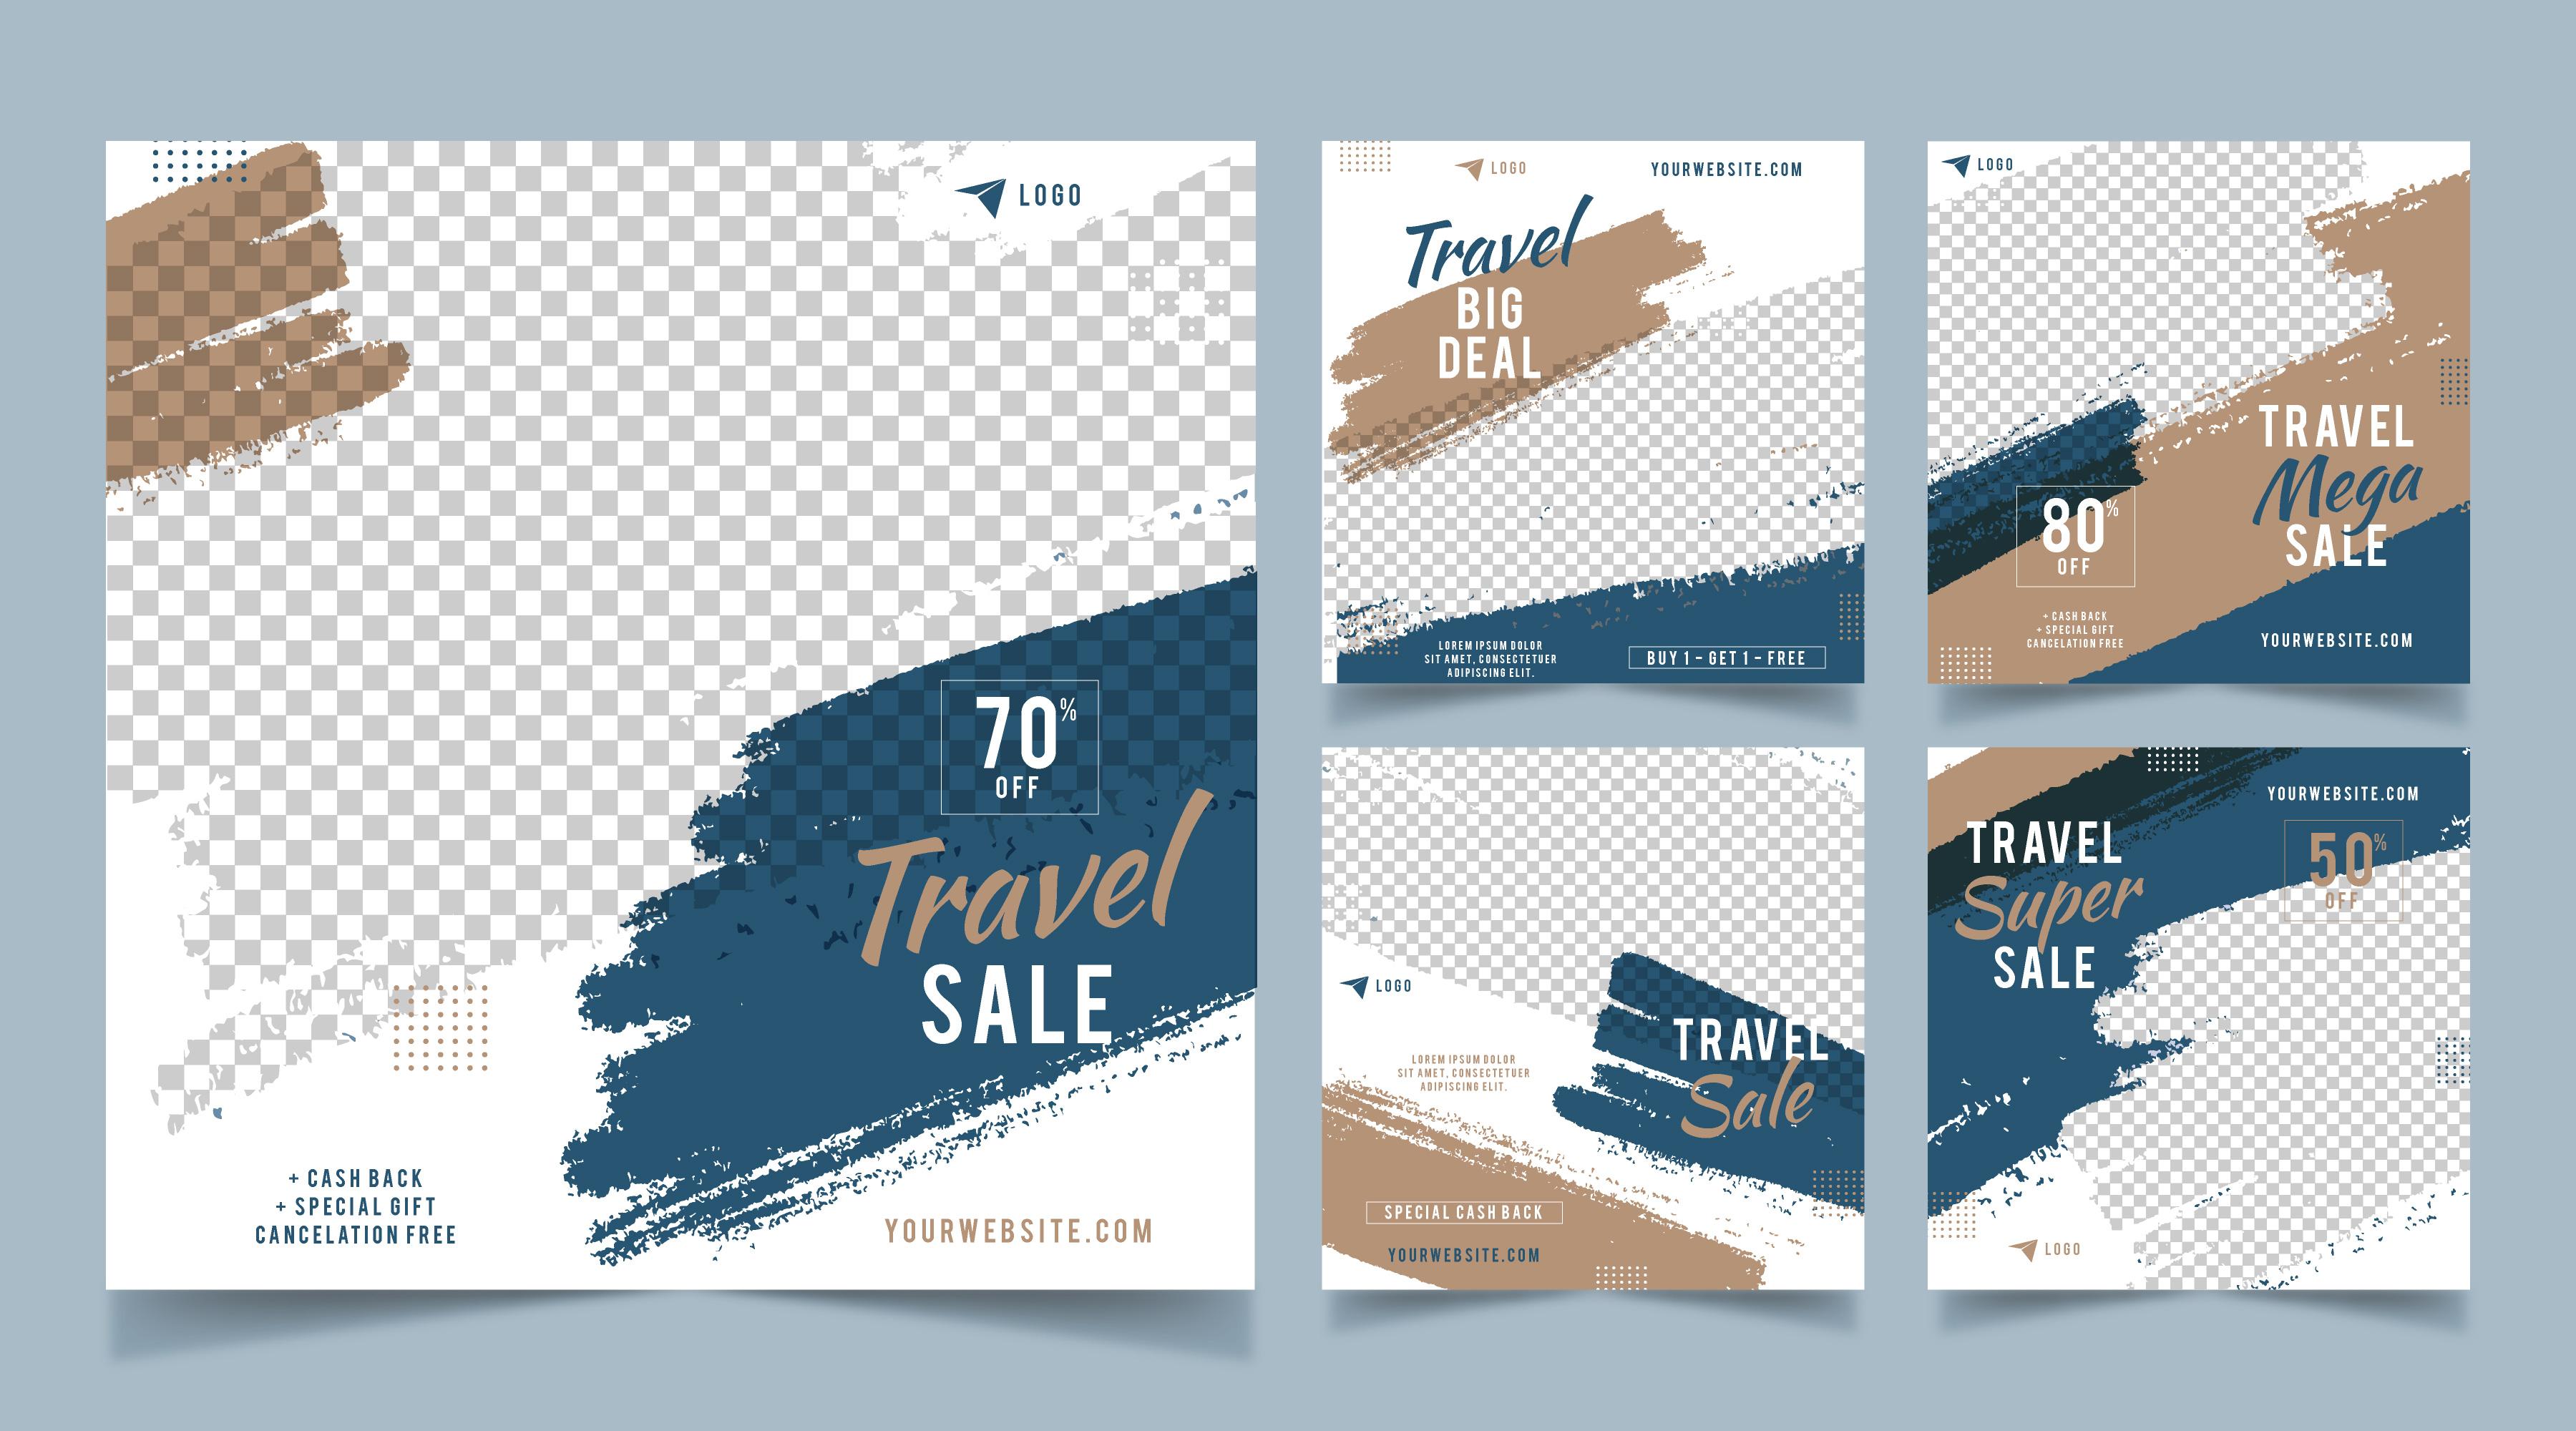 LOGO
70%
OFF
Travel
SALE
+ CASH BACK
+ SPECIAL GIFT
CANCELATION FREE
YOURWEBSITE.COM
LOGO
YOURWEBSITE.COM
Travel
BIG
DEAL
LOREM IPSUM DOLOR
SIT AMET, CONSECTETUER
ADIPISCING ELIT.
BUY 1 - GET 1 - FREE
LOGO
TRAVEL
Mega
SALE
80%
OFF
+ CASH BACK
+ SPECIAL GIFT
CANCELATION FREE
YOURWEBSITE.COM
LOGO
TRAVEL
Sale
LOREM IPSUM DOLOR
SIT AMET, CONSECTETUER
ADIPISCING ELIT.
SPECIAL CASH BACK
YOURWEBSITE.COM
YOURWEBSITE.COM
TRAVEL
Super
SALE
50%
OFF
LOGO